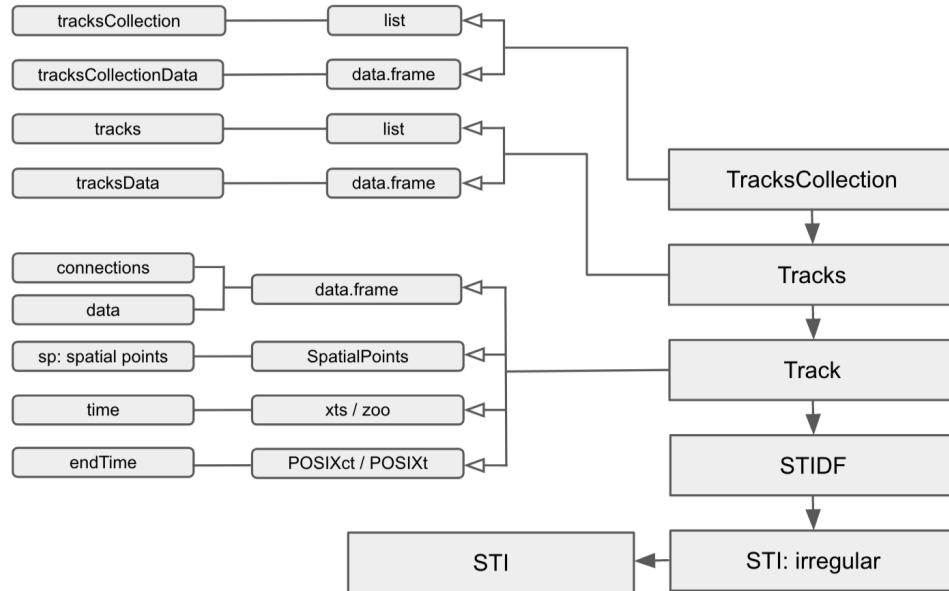 tracksCollection
list
tracksCollectionData
data.frame
tracks
list
tracksData
data.frame
TracksCollection
connections
data
data.frame
Tracks
sp: spatial points
SpatialPoints
Track
time
xts / zoo
endTime
POSIXct / POSIXt
STIDF
STI
STI: irregular